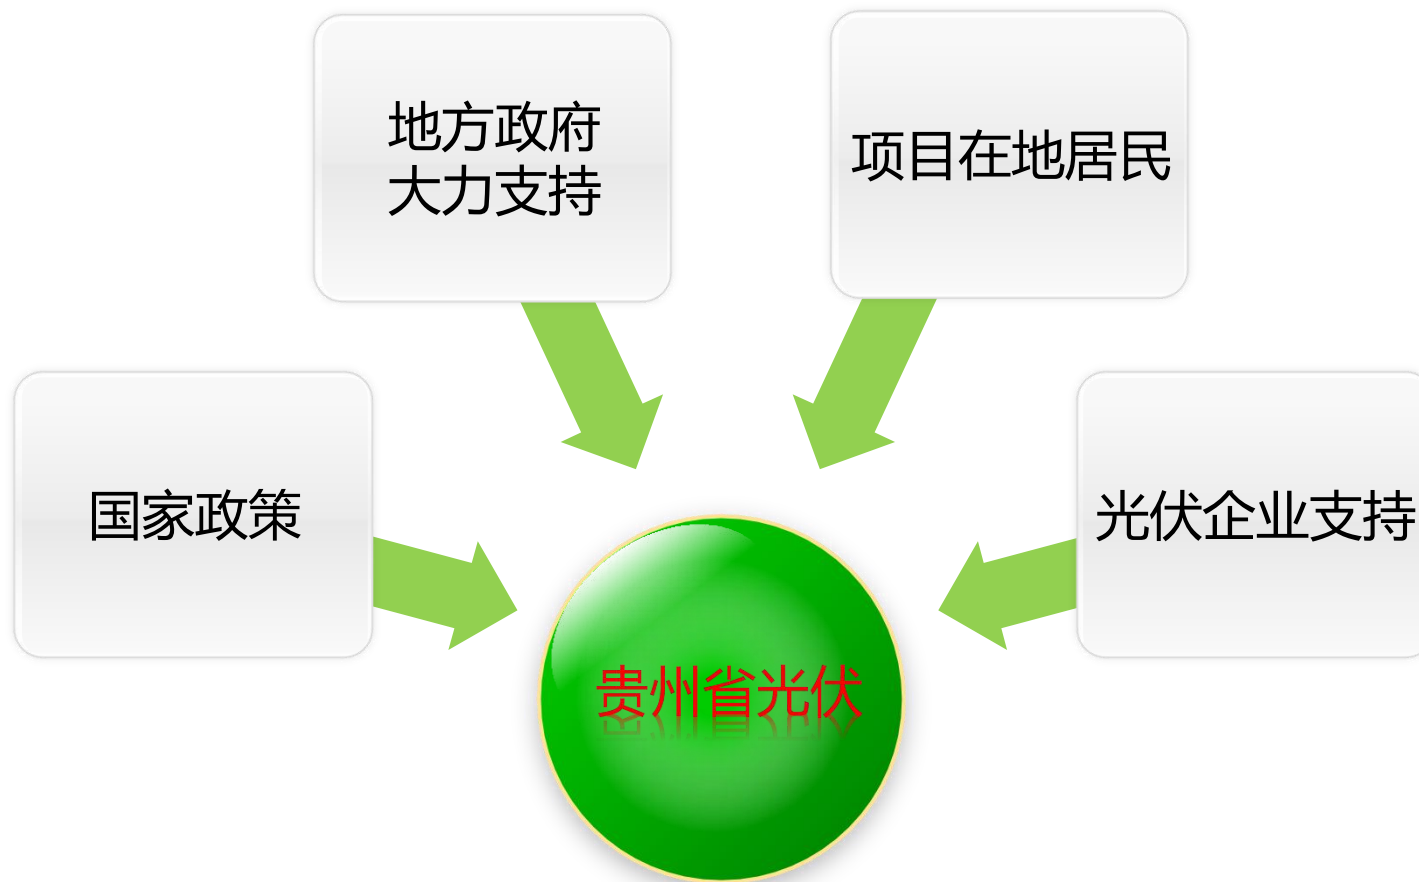 地方政府
大力支持
项目在地居民
国家政策
光伏企业支持
贵州省光伏